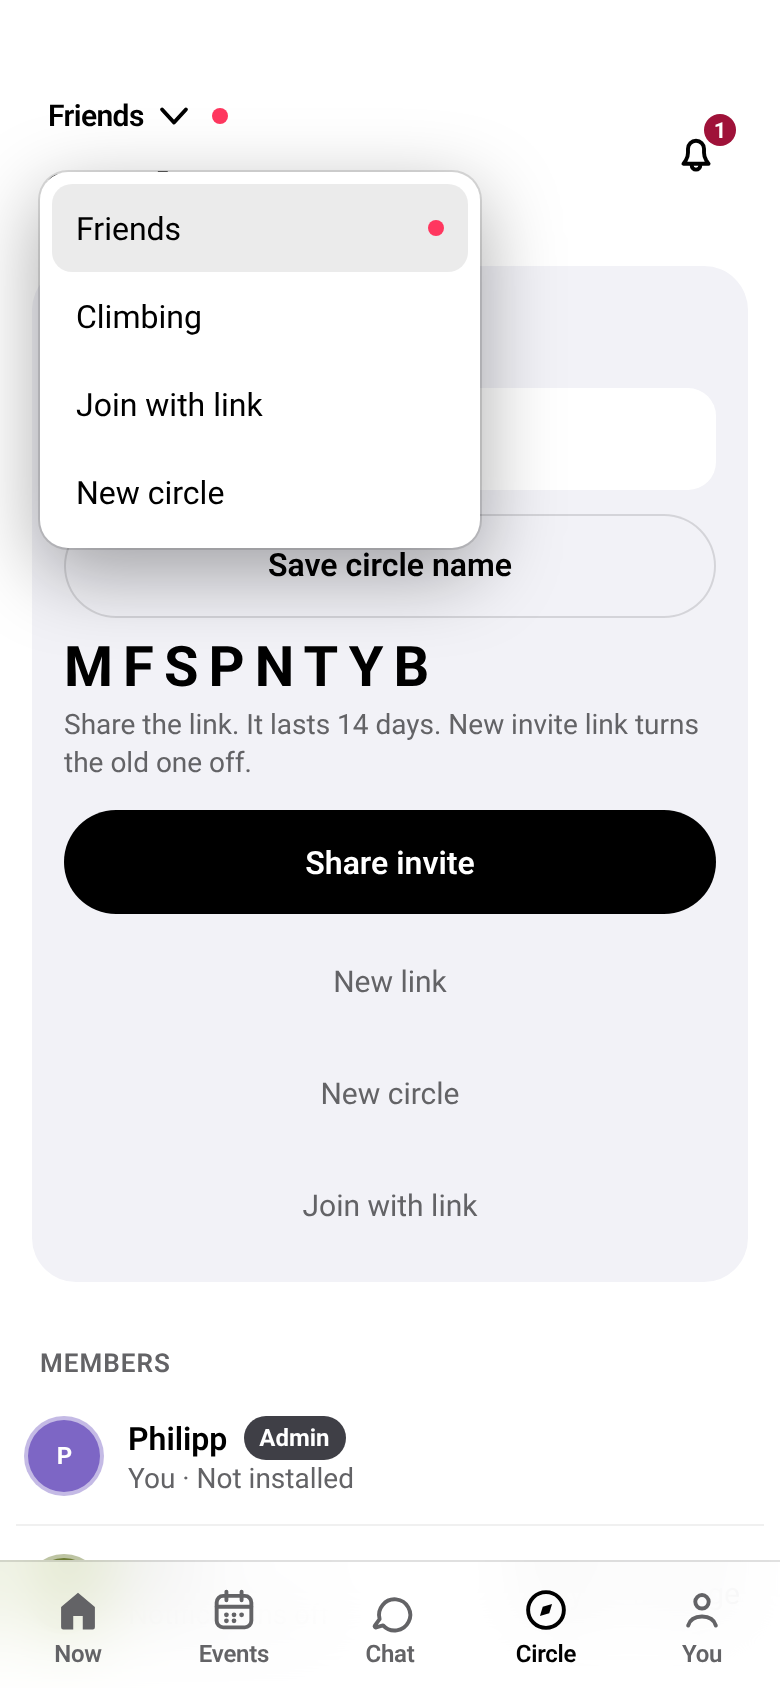 Friends
1
Friends
Climbing
Join with link
New circle
Save circle name
MFSPNTYB
Share the link. It lasts 14 days. New invite link turns
the old one off.
Share invite
New link
New circle
Join with link
MEMBERS
P
Philipp Admin
You · Not installed
Now Events Chat Circle You